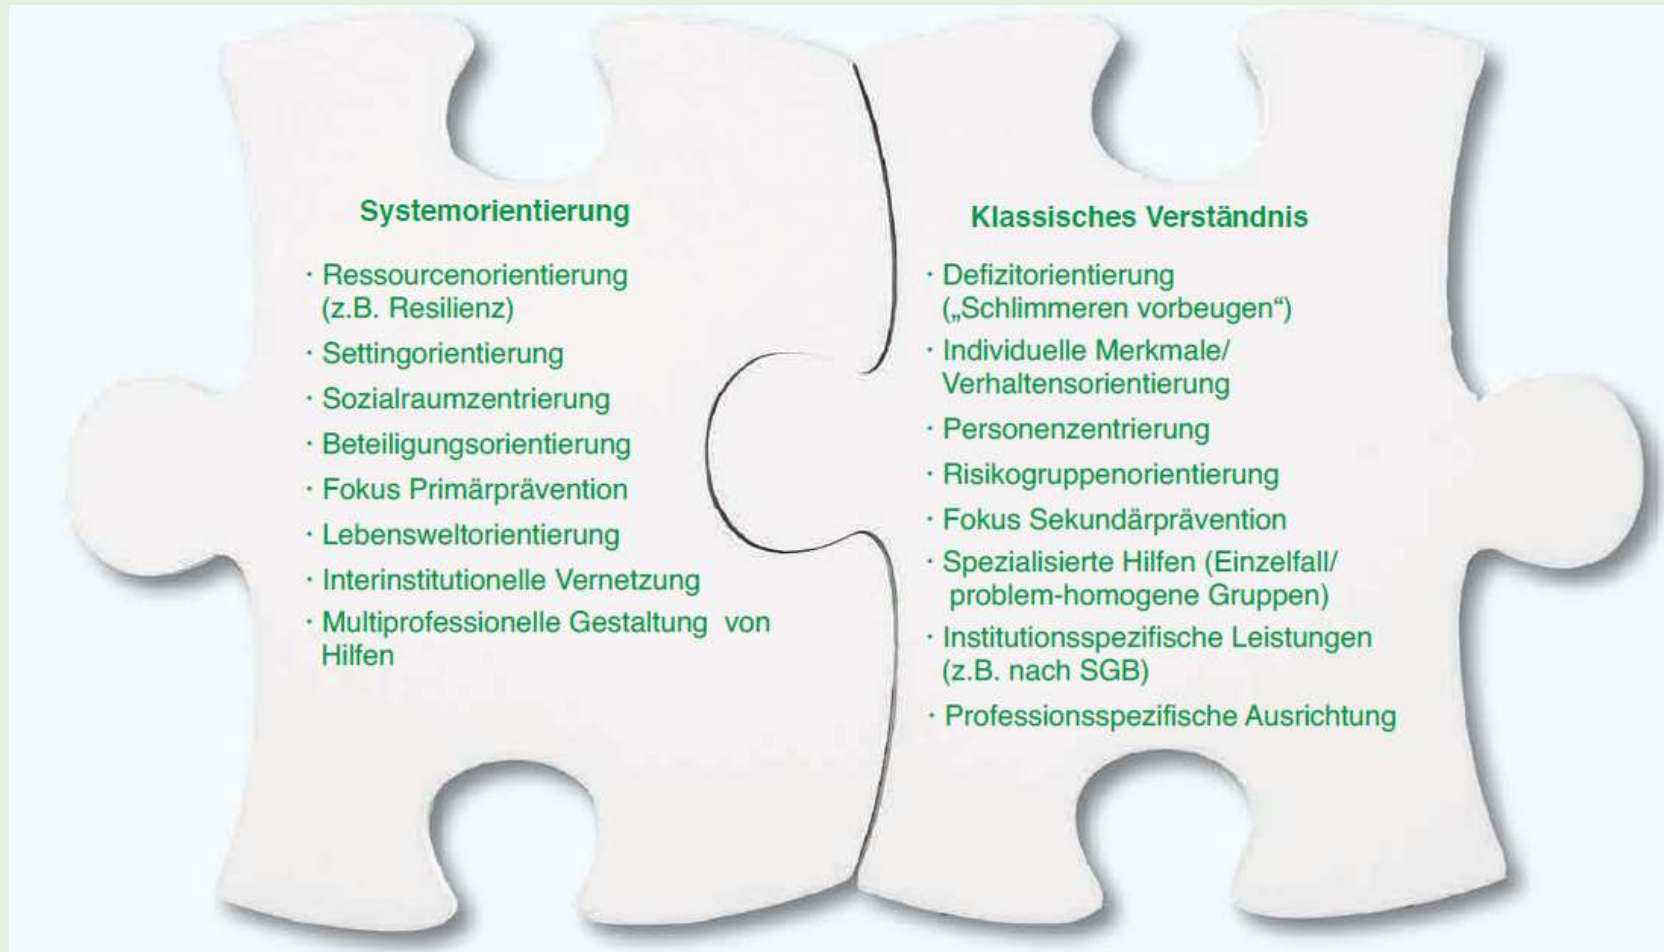 Systemorientierung
· Ressourcenorientierung
(z.B. Resilienz)
· Settingorientierung
· Sozialraumzentrierung
· Beteiligungsorientierung
· Fokus Primärprävention
· Lebensweltorientierung
· Interinstitutionelle Vernetzung
· Multiprofessionelle Gestaltung von
Hilfen
Klassisches Verständnis
· Defizitorientierung
(„Schlimmeren vorbeugen“)
· Individuelle Merkmale/
Verhaltensorientierung
· Personenzentrierung
· Risikogruppenorientierung
· Fokus Sekundärprävention
· Spezialisierte Hilfen (Einzelfall/
problem-homogene Gruppen)
· Institutionsspezifische Leistungen
(z.B. nach SGB)
· Professionsspezifische Ausrichtung